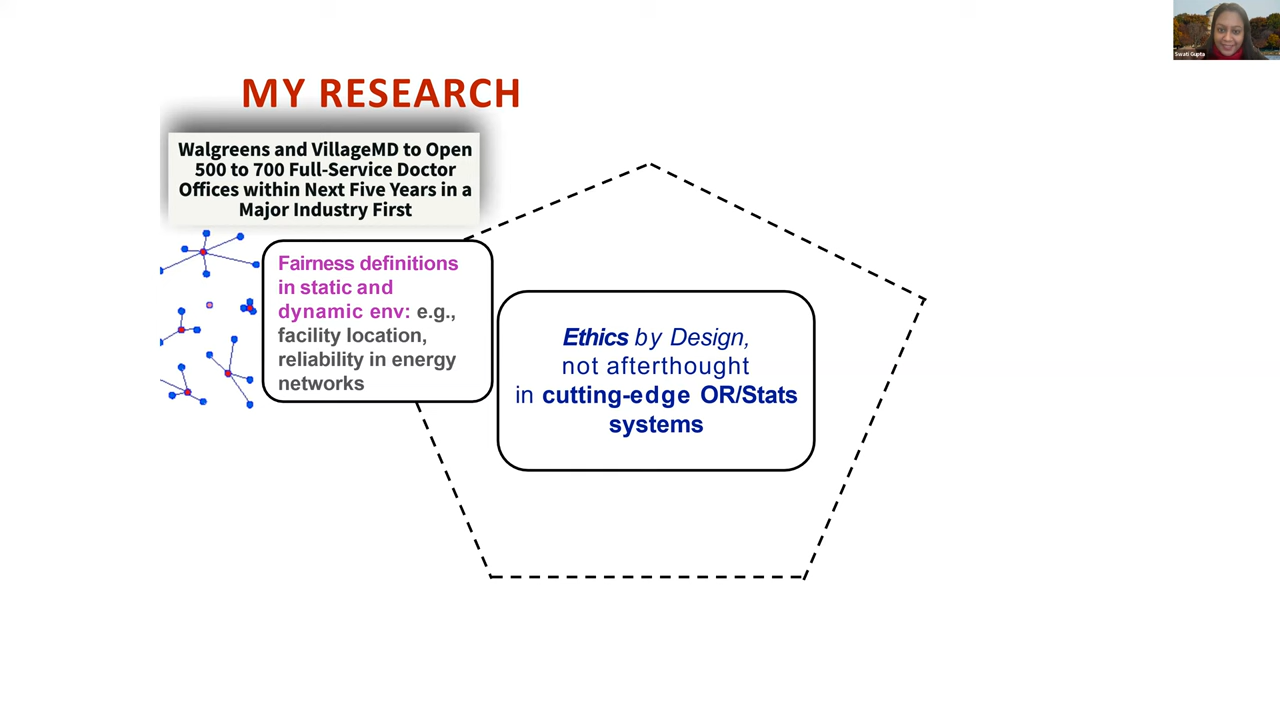 MY RESEARCH
Walgreens and VillageMD to Open
500 to 700 Full-Service Doctor
Offices within Next Five Years in a
Major Industry First
Fairness definitions
in static and
dynamic env: e.g.,
facility location,
reliability in energy
networks
Ethics by Design,
not afterthought
in cutting-edge OR/Stats
systems
Swati Gupta